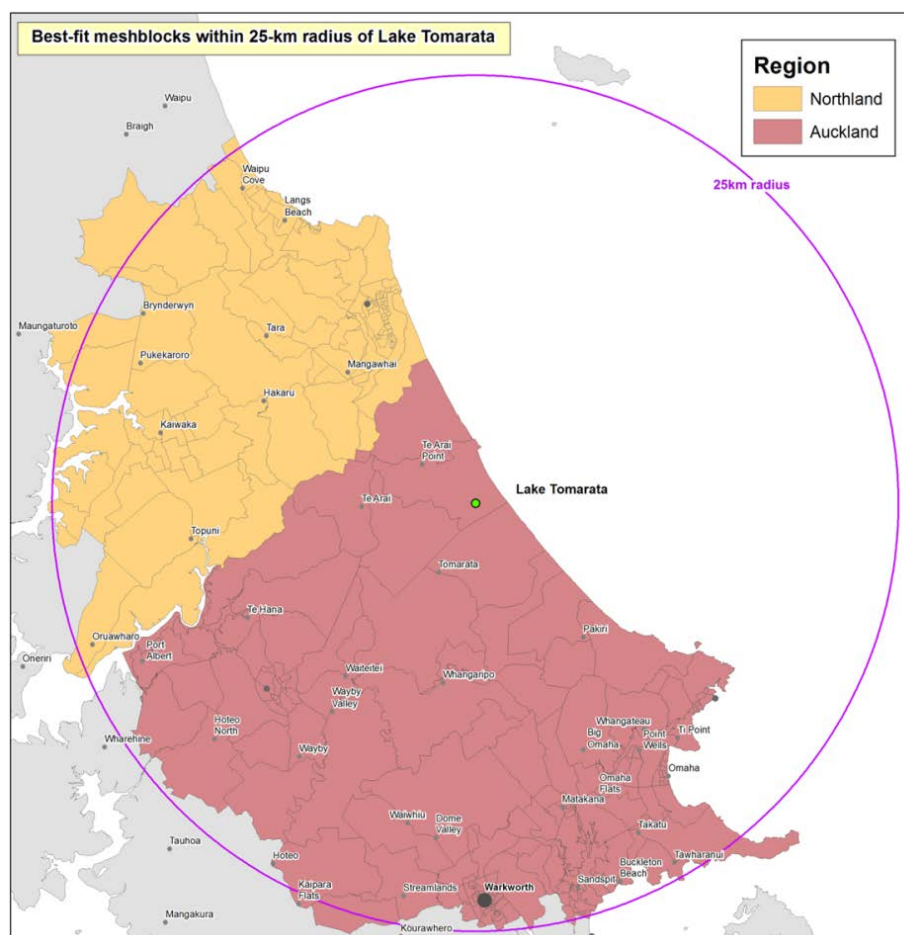 Best-fit meshblocks within 25-km radius of Lake Tomarata
Region
Northland
Auckland
25km radius
Waipu
Braigh
Waipu
Cove
Langs
Beach
Brynderwyn
Maungaturoto
Tara
Pukekaroro
Mangawhai
Hakaru
Kaiwaka
Te Arai
Point
Lake Tomarata
Te Arai
Topuni
Tomarata
Te Hana
Pakiri
Oruawharo
Port
Albert
Oneriri
Waiteitei
Whangaripo
Wayby
Valley
Hoteo
North
Whangateau
Big
Omaha
Point
Wells
Ti Point
Wharehine
Wayby
Omaha
Omaha
Flats
Matakana
Waiwhiu
Dome
Valley
Takatu
Tauhoa
Hoteo
Buckleton
Beach
Tawharanui
Sandspit
Kaipara
Flats
Streamlands
Warkworth
Mangakura
Kourawhero